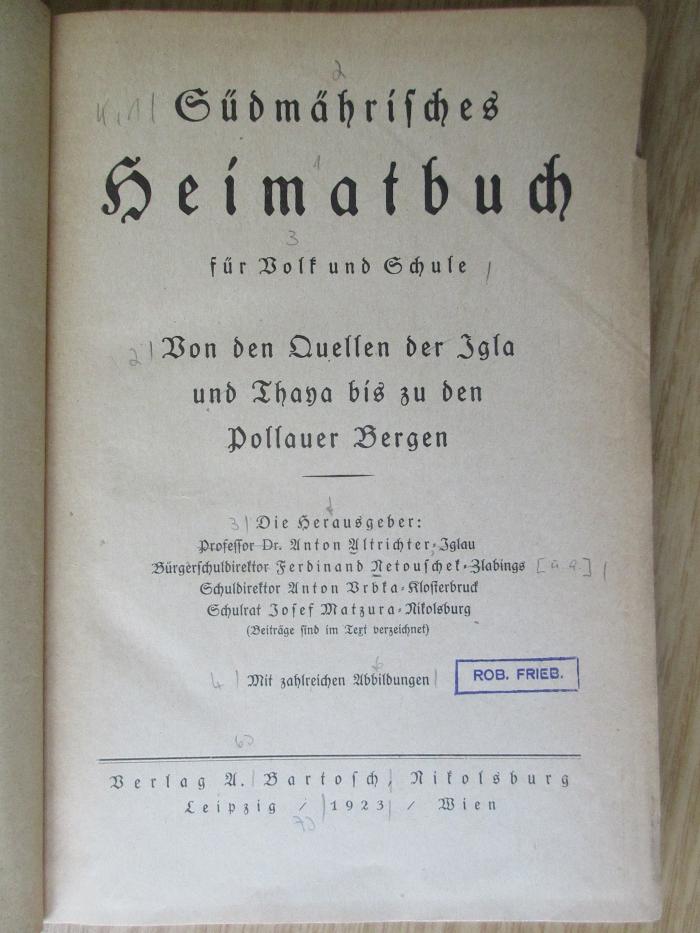 Südmährisches
Heimatbuch
für Volk und Schule
Von den Quellen der Igla
und Thaya bis zu den
Pollauer Bergen
Die Herausgeber:
Professor Dr. Anton Altrichter-Iglau
Bürgerschuldirektor Ferdinand Netouschek-Zlabings [u.a.]
Schuldirektor Anton Vrbka-Klosterbruck
Schulrat Josef Matzura-Nikolsburg
(Beiträge sind im Text verzeichnet)
Mit zahlreichen Abbildungen
ROB. FRIEB.
Verlag A. Bartosch, Nikolsburg
Leipzig / 1923 / Wien